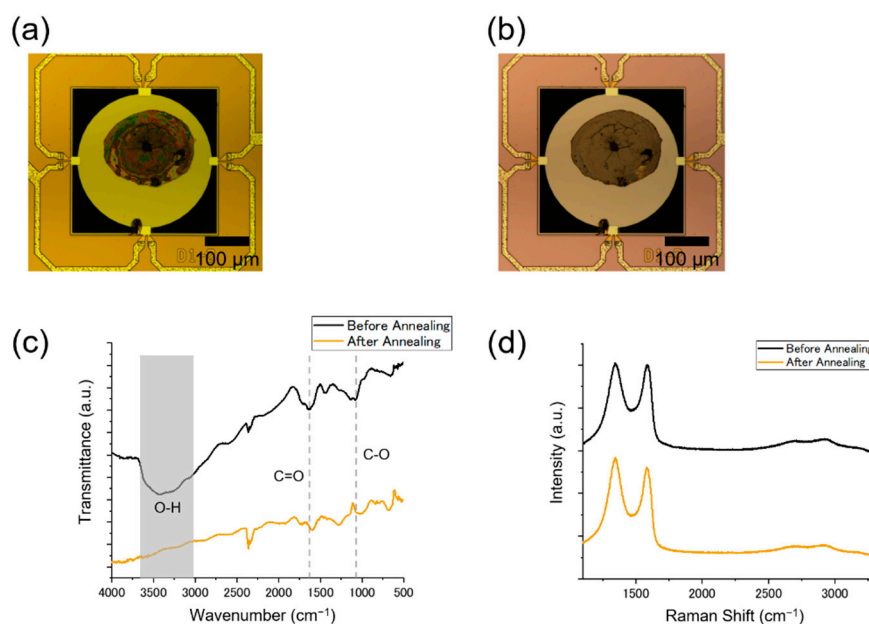 (a)
(b)
100 µm
100 µm
(c)
(d)
Before Annealing
After Annealing
Transmittance (a.u.)
O-H
C=O
C-O
4000 3500 3000 2500 2000 1500 1000 500
Wavenumber (cm⁻¹)
Before Annealing
After Annealing
Intensity (a.u.)
1500 2000 2500 3000
Raman Shift (cm⁻¹)